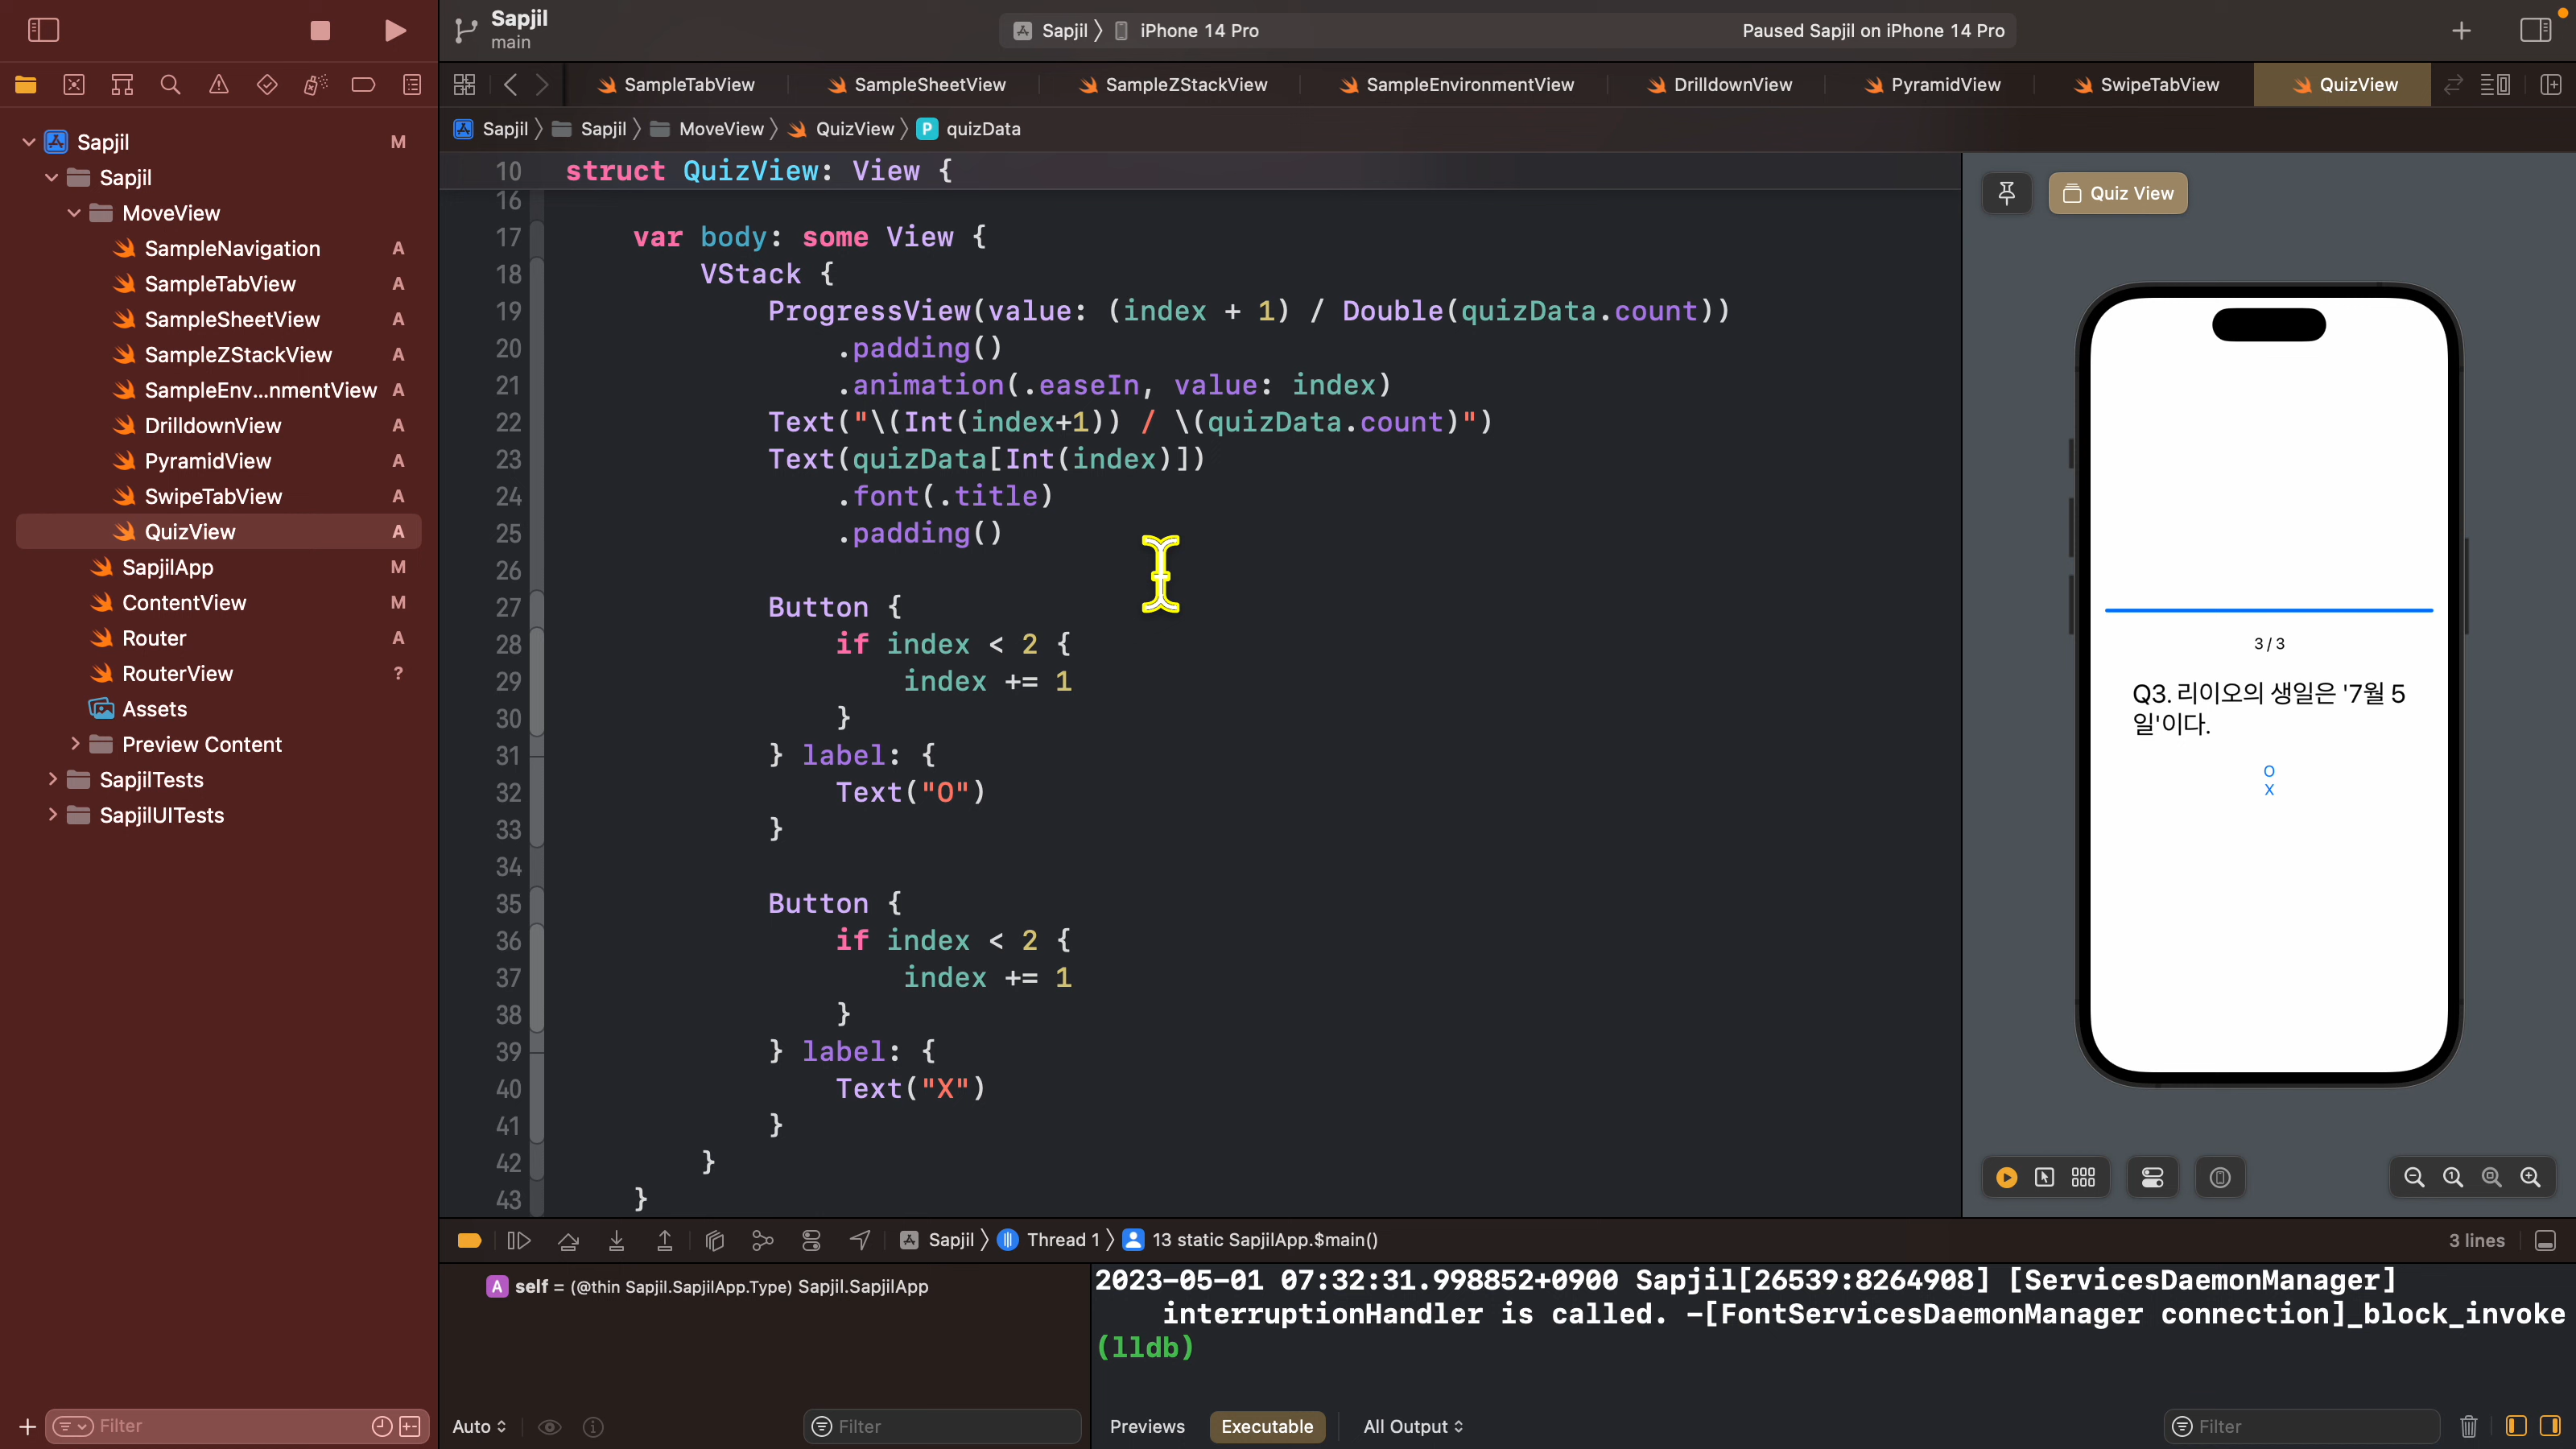 Sapjil
main
Sapjil 〉 iPhone 14 Pro
Paused Sapjil on iPhone 14 Pro
SampleTabView
SampleSheetView
SampleZStackView
SampleEnvironmentView
DrilldownView
PyramidView
SwipeTabView
QuizView
Sapjil 〉 Sapjil 〉 MoveView 〉 QuizView 〉 P quizData
Sapjil M
Sapjil
MoveView
SampleNavigation A
SampleTabView A
SampleSheetView A
SampleZStackView A
SampleEnv...nmentView A
DrilldownView A
PyramidView A
SwipeTabView A
QuizView A
SapjilApp M
ContentView M
Router A
RouterView ?
Assets
Preview Content
SapjilTests
SapjilUITests
Filter
10 struct QuizView: View {
16
17 var body: some View {
18 VStack {
19 ProgressView(value: (index + 1) / Double(quizData.count))
20 .padding()
21 .animation(.easeIn, value: index)
22 Text("\(Int(index+1)) / \(quizData.count)")
23 Text(quizData[Int(index)])
24 .font(.title)
25 .padding()
26
27 Button {
28 if index < 2 {
29 index += 1
30 }
31 } label: {
32 Text("O")
33 }
34
35 Button {
36 if index < 2 {
37 index += 1
38 }
39 } label: {
40 Text("X")
41 }
42 }
43 }
Quiz View
3 / 3
Q3. 리이오의 생일은 '7월 5
일'이다.
O
X
Sapjil 〉 Thread 1 〉 13 static SapjilApp.$main()
3 lines
A self = (@thin Sapjil.SapjilApp.Type) Sapjil.SapjilApp
2023-05-01 07:32:31.998852+0900 Sapjil[26539:8264908] [ServicesDaemonManager]
interruptionHandler is called. -[FontServicesDaemonManager connection]_block_invoke
(lldb)
Auto
Filter
Previews
Executable
All Output
Filter